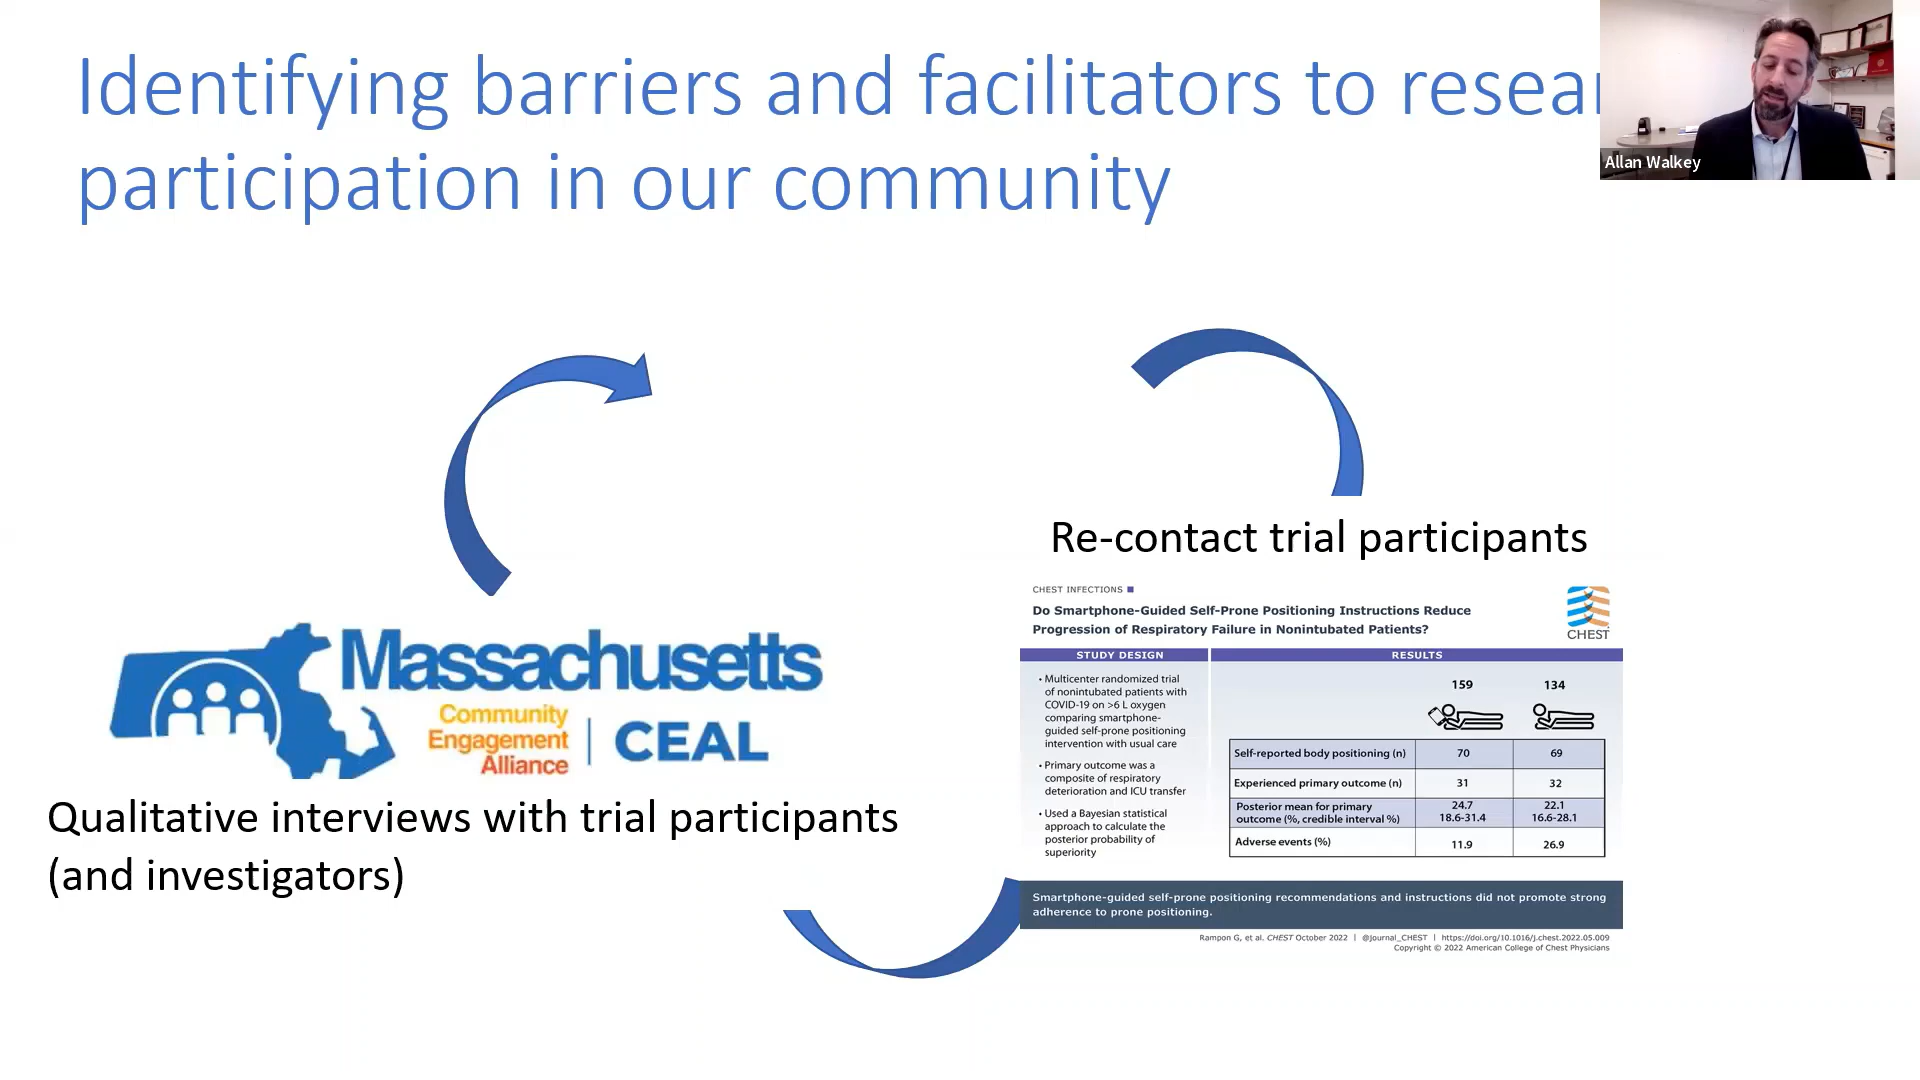 Identifying barriers and facilitators to resear
participation in our community
Allan Walkey
Re-contact trial participants
CHEST INFECTIONS
Do Smartphone-Guided Self-Prone Positioning Instructions Reduce
Progression of Respiratory Failure in Nonintubated Patients?
CHEST
STUDY DESIGN
• Multicenter randomized trial
of nonintubated patients with
COVID-19 on >6 L oxygen
comparing smartphone-
guided self-prone positioning
intervention with usual care
• Primary outcome was a
composite of respiratory
deterioration and ICU transfer
• Used a Bayesian statistical
approach to calculate the
posterior probability of
superiority
RESULTS
159 134
Self-reported body positioning (n) 70 69
Experienced primary outcome (n) 31 32
Posterior mean for primary 24.7 22.1
outcome (%, credible interval %) 18.6-31.4 16.6-28.1
Adverse events (%) 11.9 26.9
Smartphone-guided self-prone positioning recommendations and instructions did not promote strong
adherence to prone positioning.
Rampon G, et al. CHEST October 2022 | @journal_CHEST | https://doi.org/10.1016/j.chest.2022.05.009
Copyright © 2022 American College of Chest Physicians
Massachusetts
Community
Engagement
Alliance
CEAL
Qualitative interviews with trial participants
(and investigators)